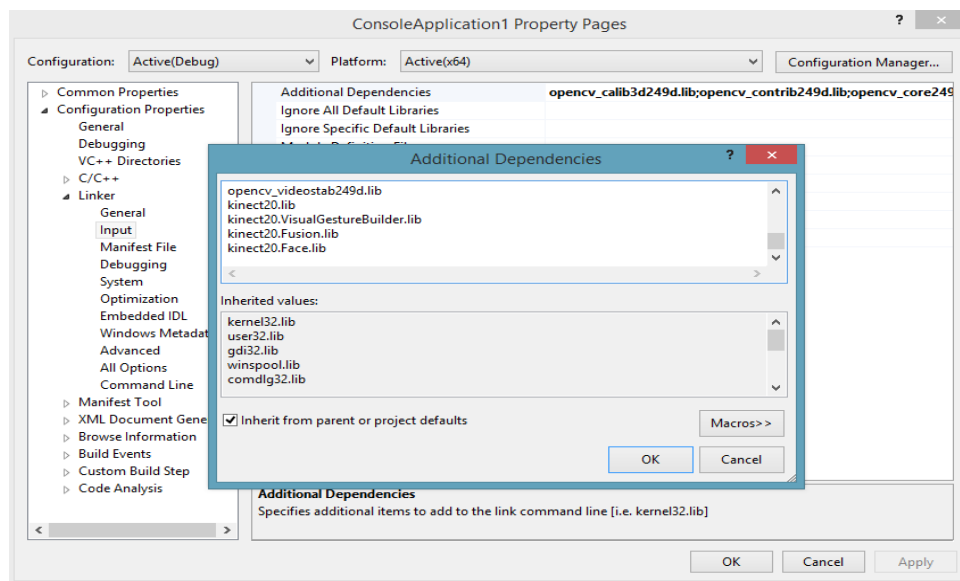 ConsoleApplication1 Property Pages
?
Configuration: Active(Debug) Platform: Active(x64) Configuration Manager...
Common Properties
Configuration Properties
General
Debugging
VC++ Directories
C/C++
Linker
General
Input
Manifest File
Debugging
System
Optimization
Embedded IDL
Windows Metadat
Advanced
All Options
Command Line
Manifest Tool
XML Document Gene
Browse Information
Build Events
Custom Build Step
Code Analysis
Additional Dependencies opencv_calib3d249d.lib;opencv_contrib249d.lib;opencv_core249
Ignore All Default Libraries
Ignore Specific Default Libraries
Additional Dependencies
?
opencv_videostab249d.lib
kinect20.lib
kinect20.VisualGestureBuilder.lib
kinect20.Fusion.lib
kinect20.Face.lib
Inherited values:
kernel32.lib
user32.lib
gdi32.lib
winspool.lib
comdlg32.lib
Inherit from parent or project defaults
Macros>>
OK Cancel
Additional Dependencies
Specifies additional items to add to the link command line [i.e. kernel32.lib]
OK Cancel Apply